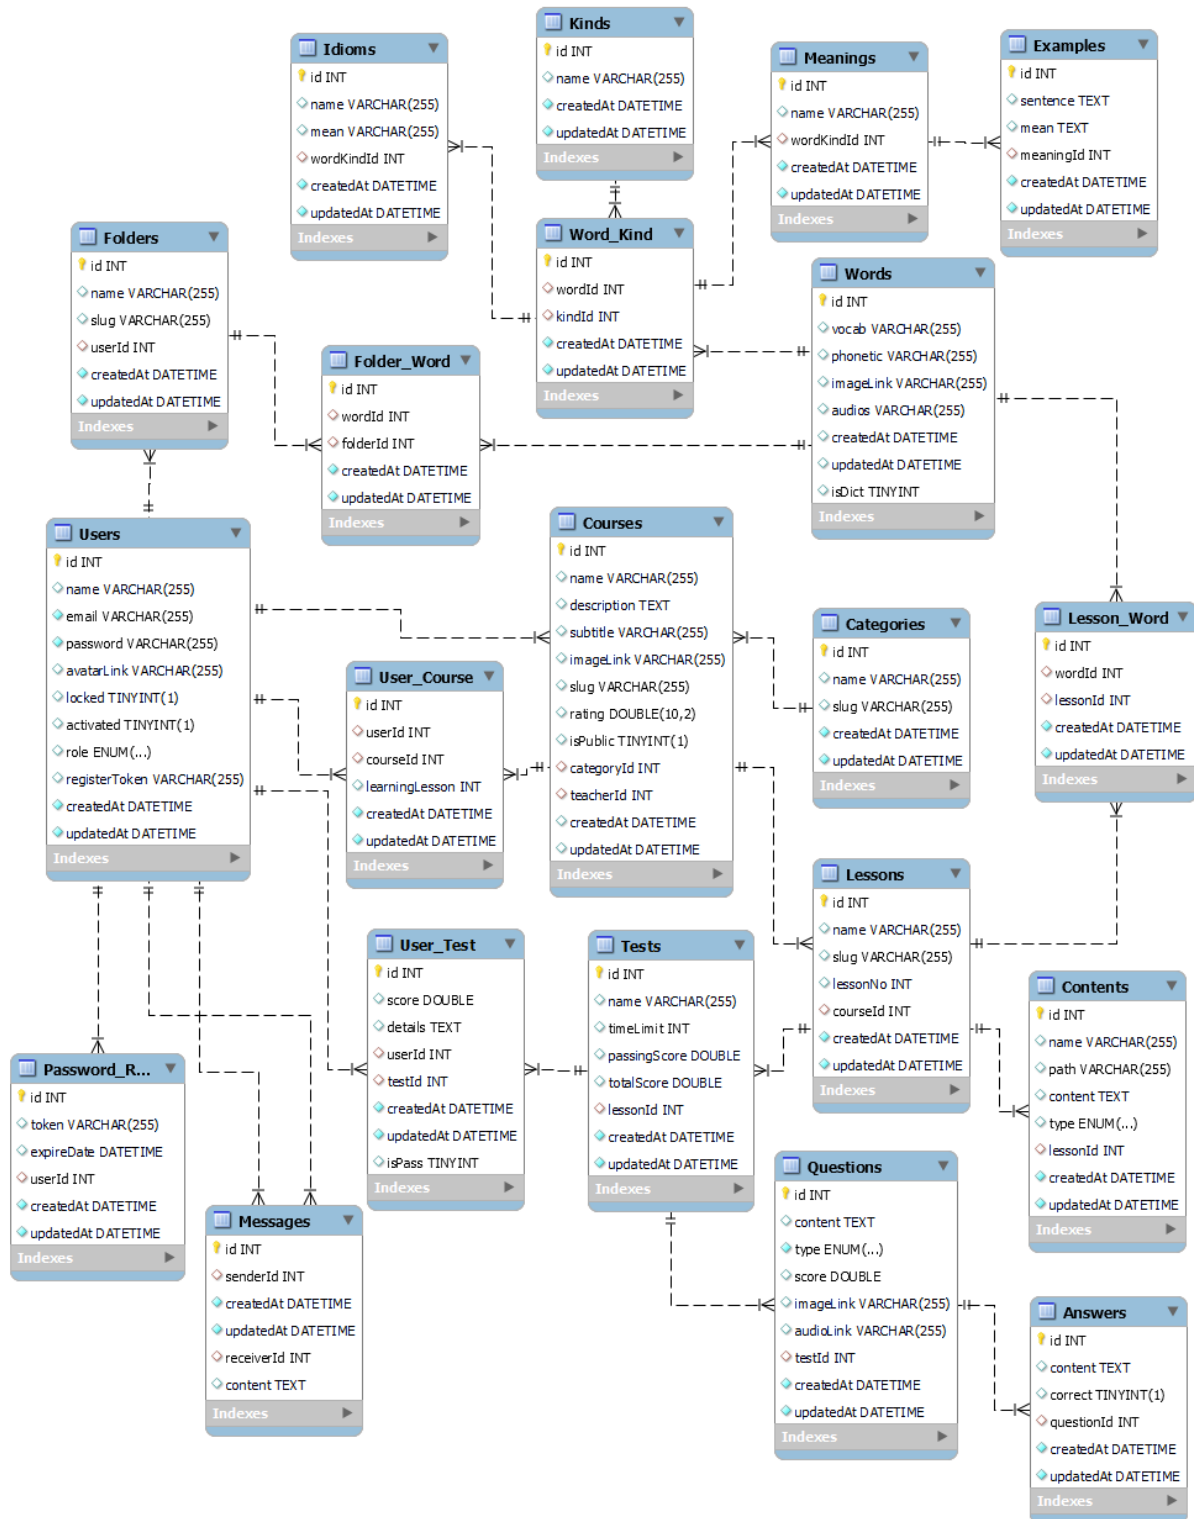 Kinds
id INT
name VARCHAR(255)
createdAt DATETIME
updatedAt DATETIME
Indexes
Idioms
id INT
name VARCHAR(255)
mean VARCHAR(255)
wordKindId INT
createdAt DATETIME
updatedAt DATETIME
Indexes
Meanings
id INT
name VARCHAR(255)
wordKindId INT
createdAt DATETIME
updatedAt DATETIME
Indexes
Examples
id INT
sentence TEXT
mean TEXT
meaningId INT
createdAt DATETIME
updatedAt DATETIME
Indexes
Folders
id INT
name VARCHAR(255)
slug VARCHAR(255)
userId INT
createdAt DATETIME
updatedAt DATETIME
Indexes
Word_Kind
id INT
wordId INT
kindId INT
createdAt DATETIME
updatedAt DATETIME
Indexes
Words
id INT
vocab VARCHAR(255)
phonetic VARCHAR(255)
imageLink VARCHAR(255)
audios VARCHAR(255)
createdAt DATETIME
updatedAt DATETIME
isDict TINYINT
Indexes
Folder_Word
id INT
wordId INT
folderId INT
createdAt DATETIME
updatedAt DATETIME
Indexes
Users
id INT
name VARCHAR(255)
email VARCHAR(255)
password VARCHAR(255)
avatarLink VARCHAR(255)
locked TINYINT(1)
activated TINYINT(1)
role ENUM(...)
registerToken VARCHAR(255)
createdAt DATETIME
updatedAt DATETIME
Indexes
Courses
id INT
name VARCHAR(255)
description TEXT
subtitle VARCHAR(255)
imageLink VARCHAR(255)
slug VARCHAR(255)
rating DOUBLE(10,2)
isPublic TINYINT(1)
categoryId INT
teacherId INT
createdAt DATETIME
updatedAt DATETIME
Indexes
Categories
id INT
name VARCHAR(255)
slug VARCHAR(255)
createdAt DATETIME
updatedAt DATETIME
Indexes
Lesson_Word
id INT
wordId INT
lessonId INT
createdAt DATETIME
updatedAt DATETIME
Indexes
User_Course
id INT
userId INT
courseId INT
learningLesson INT
createdAt DATETIME
updatedAt DATETIME
Indexes
Lessons
id INT
name VARCHAR(255)
slug VARCHAR(255)
lessonNo INT
courseId INT
createdAt DATETIME
updatedAt DATETIME
Indexes
User_Test
id INT
score DOUBLE
details TEXT
userId INT
testId INT
createdAt DATETIME
updatedAt DATETIME
isPass TINYINT
Indexes
Tests
id INT
name VARCHAR(255)
timeLimit INT
passingScore DOUBLE
totalScore DOUBLE
lessonId INT
createdAt DATETIME
updatedAt DATETIME
Indexes
Contents
id INT
name VARCHAR(255)
path VARCHAR(255)
content TEXT
type ENUM(...)
lessonId INT
createdAt DATETIME
updatedAt DATETIME
Indexes
Password_R...
id INT
token VARCHAR(255)
expireDate DATETIME
userId INT
createdAt DATETIME
updatedAt DATETIME
Indexes
Messages
id INT
senderId INT
createdAt DATETIME
updatedAt DATETIME
receiverId INT
content TEXT
Indexes
Questions
id INT
content TEXT
type ENUM(...)
score DOUBLE
imageLink VARCHAR(255)
audioLink VARCHAR(255)
testId INT
createdAt DATETIME
updatedAt DATETIME
Indexes
Answers
id INT
content TEXT
correct TINYINT(1)
questionId INT
createdAt DATETIME
updatedAt DATETIME
Indexes